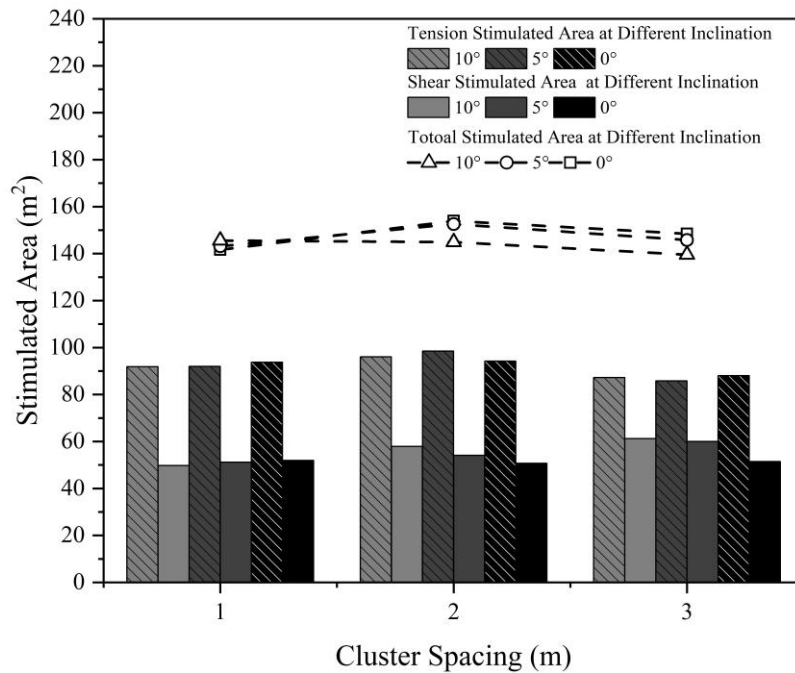 240
220
200
180
160
140
120
100
80
60
40
20
0
Stimulated Area (m²)
Tension Stimulated Area at Different Inclination
10° 5° 0°
Shear Stimulated Area at Different Inclination
10° 5° 0°
Totoal Stimulated Area at Different Inclination
10° 5° 0°
1 2 3
Cluster Spacing (m)